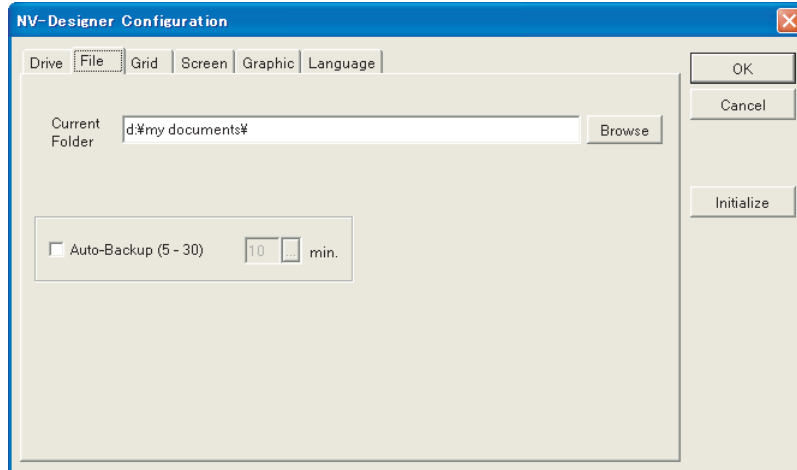 NV-Designer Configuration
Drive File Grid Screen Graphic Language
OK
Cancel
Current
Folder
d:¥my documents¥
Browse
Initialize
Auto-Backup (5 - 30) 10 ... min.